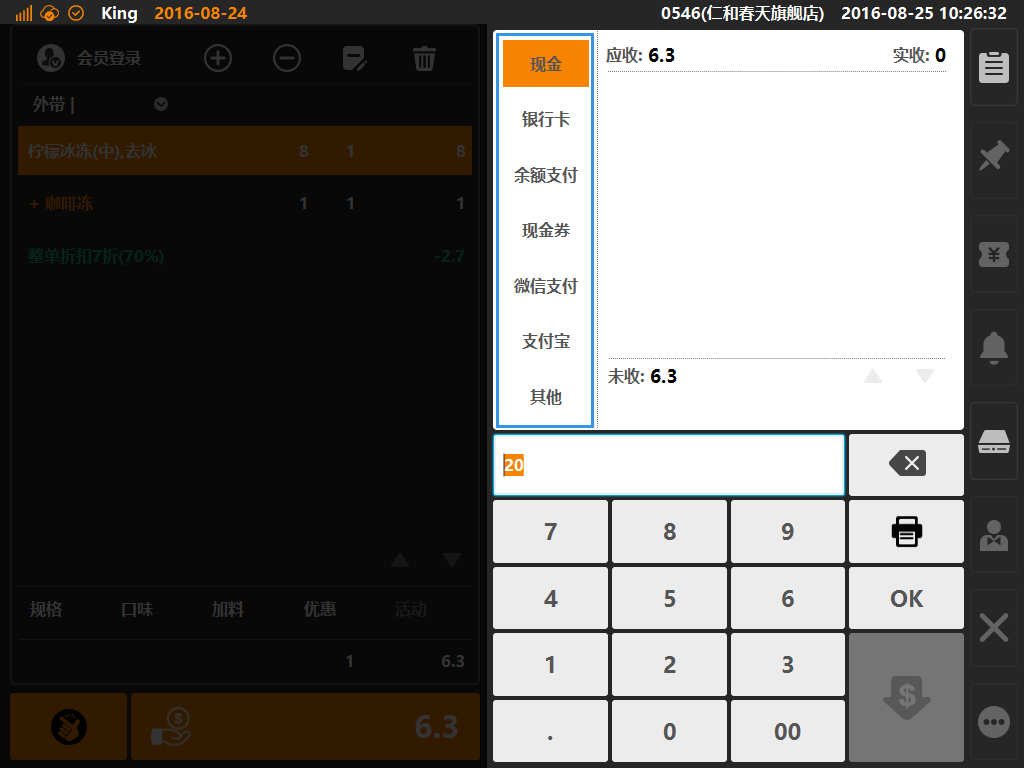 King 2016-08-24 0546(仁和春天旗舰店) 2016-08-25 10:26:32
会员登录
外带 |
柠檬冰冻(中),去冰 8 1 8
+ 咖啡冻 1 1 1
整单折扣7折(70%) -2.7
规格 口味 加料 优惠 活动
1 6.3
6.3
现金
银行卡
余额支付
现金券
微信支付
支付宝
其他
应收: 6.3 实收: 0
未收: 6.3
20
7 8 9
4 5 6 OK
1 2 3
. 0 00